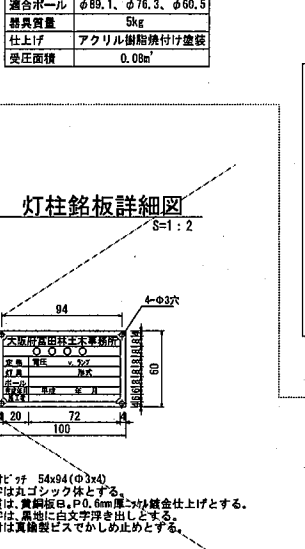 適合ポール φ89.1、φ76.3、φ60.5
器具質量 5kg
仕上げ アクリル樹脂焼付け塗装
受圧面積 0.08㎡
灯柱銘板詳細図
S=1:2
94
4-Φ3穴
大阪府富田林土木事務所
〇〇〇〇
定格 電圧 v. ランプ
灯具 形式
ポール
平成 年 月
60
20 72
100
ピッチ 54x94(Φ3x4)
は丸ゴシック体とする。
は、黄銅板B.P0.6mm厚ニッケル鍍金仕上げとする。
は、黒地に白文字浮き出しとする。
は真鍮製ビスでかしめ止めとする。